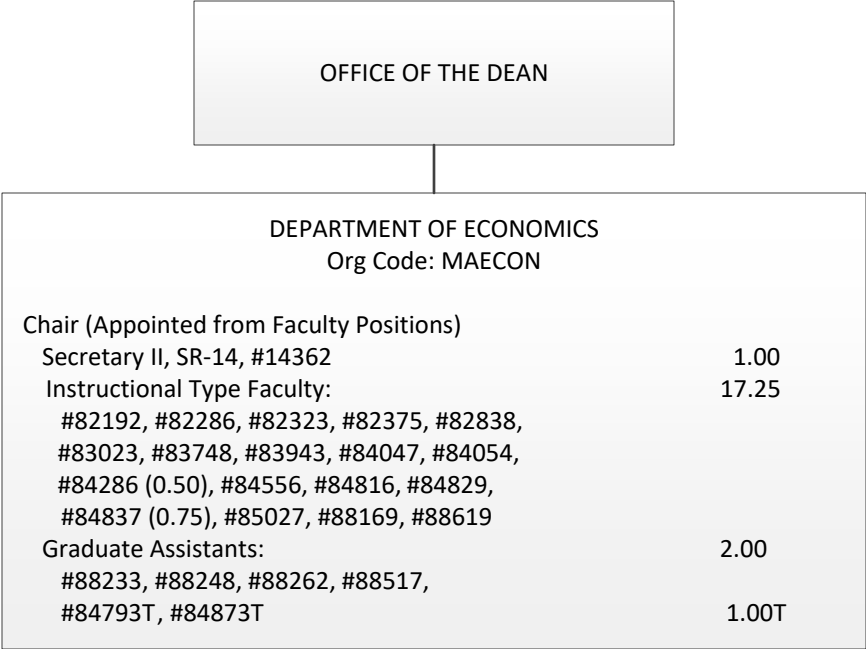 OFFICE OF THE DEAN
DEPARTMENT OF ECONOMICS
Org Code: MAECON
Chair (Appointed from Faculty Positions)
Secretary II, SR-14, #14362 1.00
Instructional Type Faculty: 17.25
#82192, #82286, #82323, #82375, #82838,
#83023, #83748, #83943, #84047, #84054,
#84286 (0.50), #84556, #84816, #84829,
#84837 (0.75), #85027, #88169, #88619
Graduate Assistants: 2.00
#88233, #88248, #88262, #88517,
#84793T, #84873T 1.00T